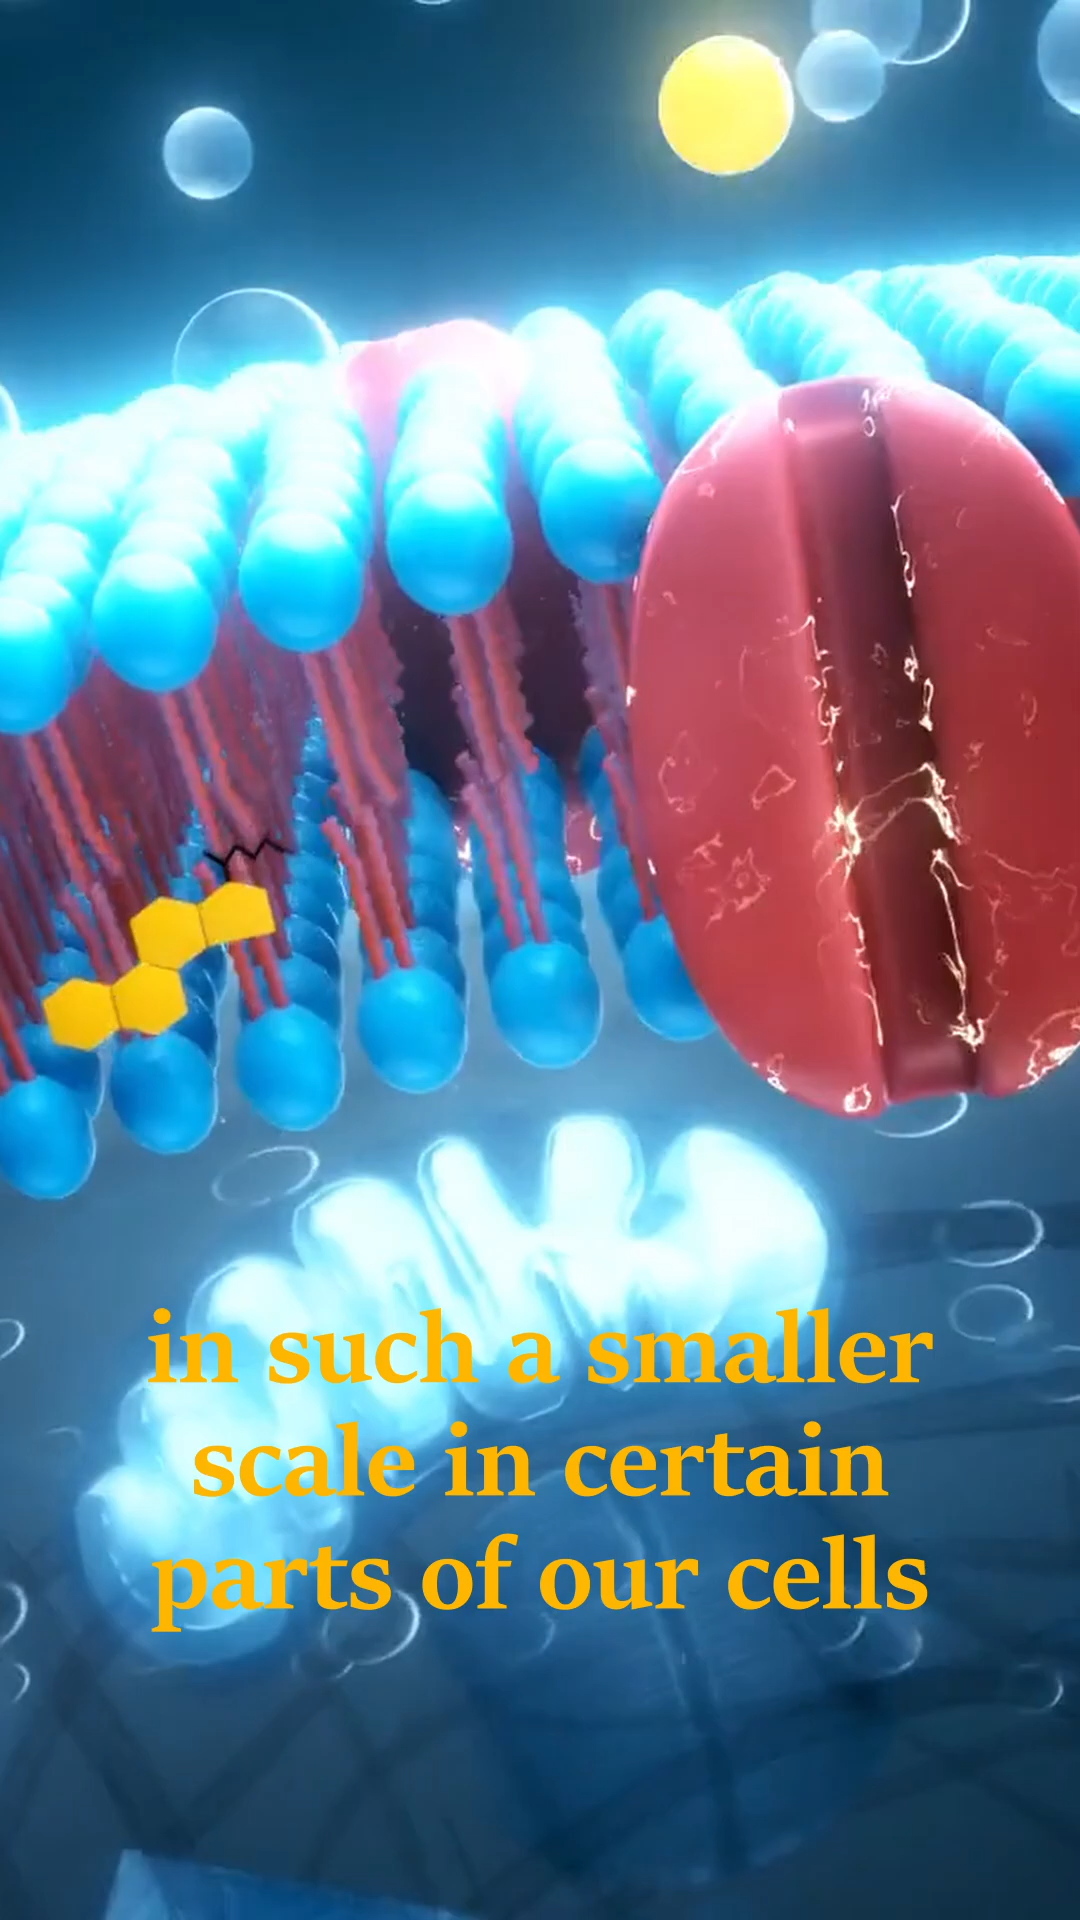 in such a smaller
scale in certain
parts of our cells